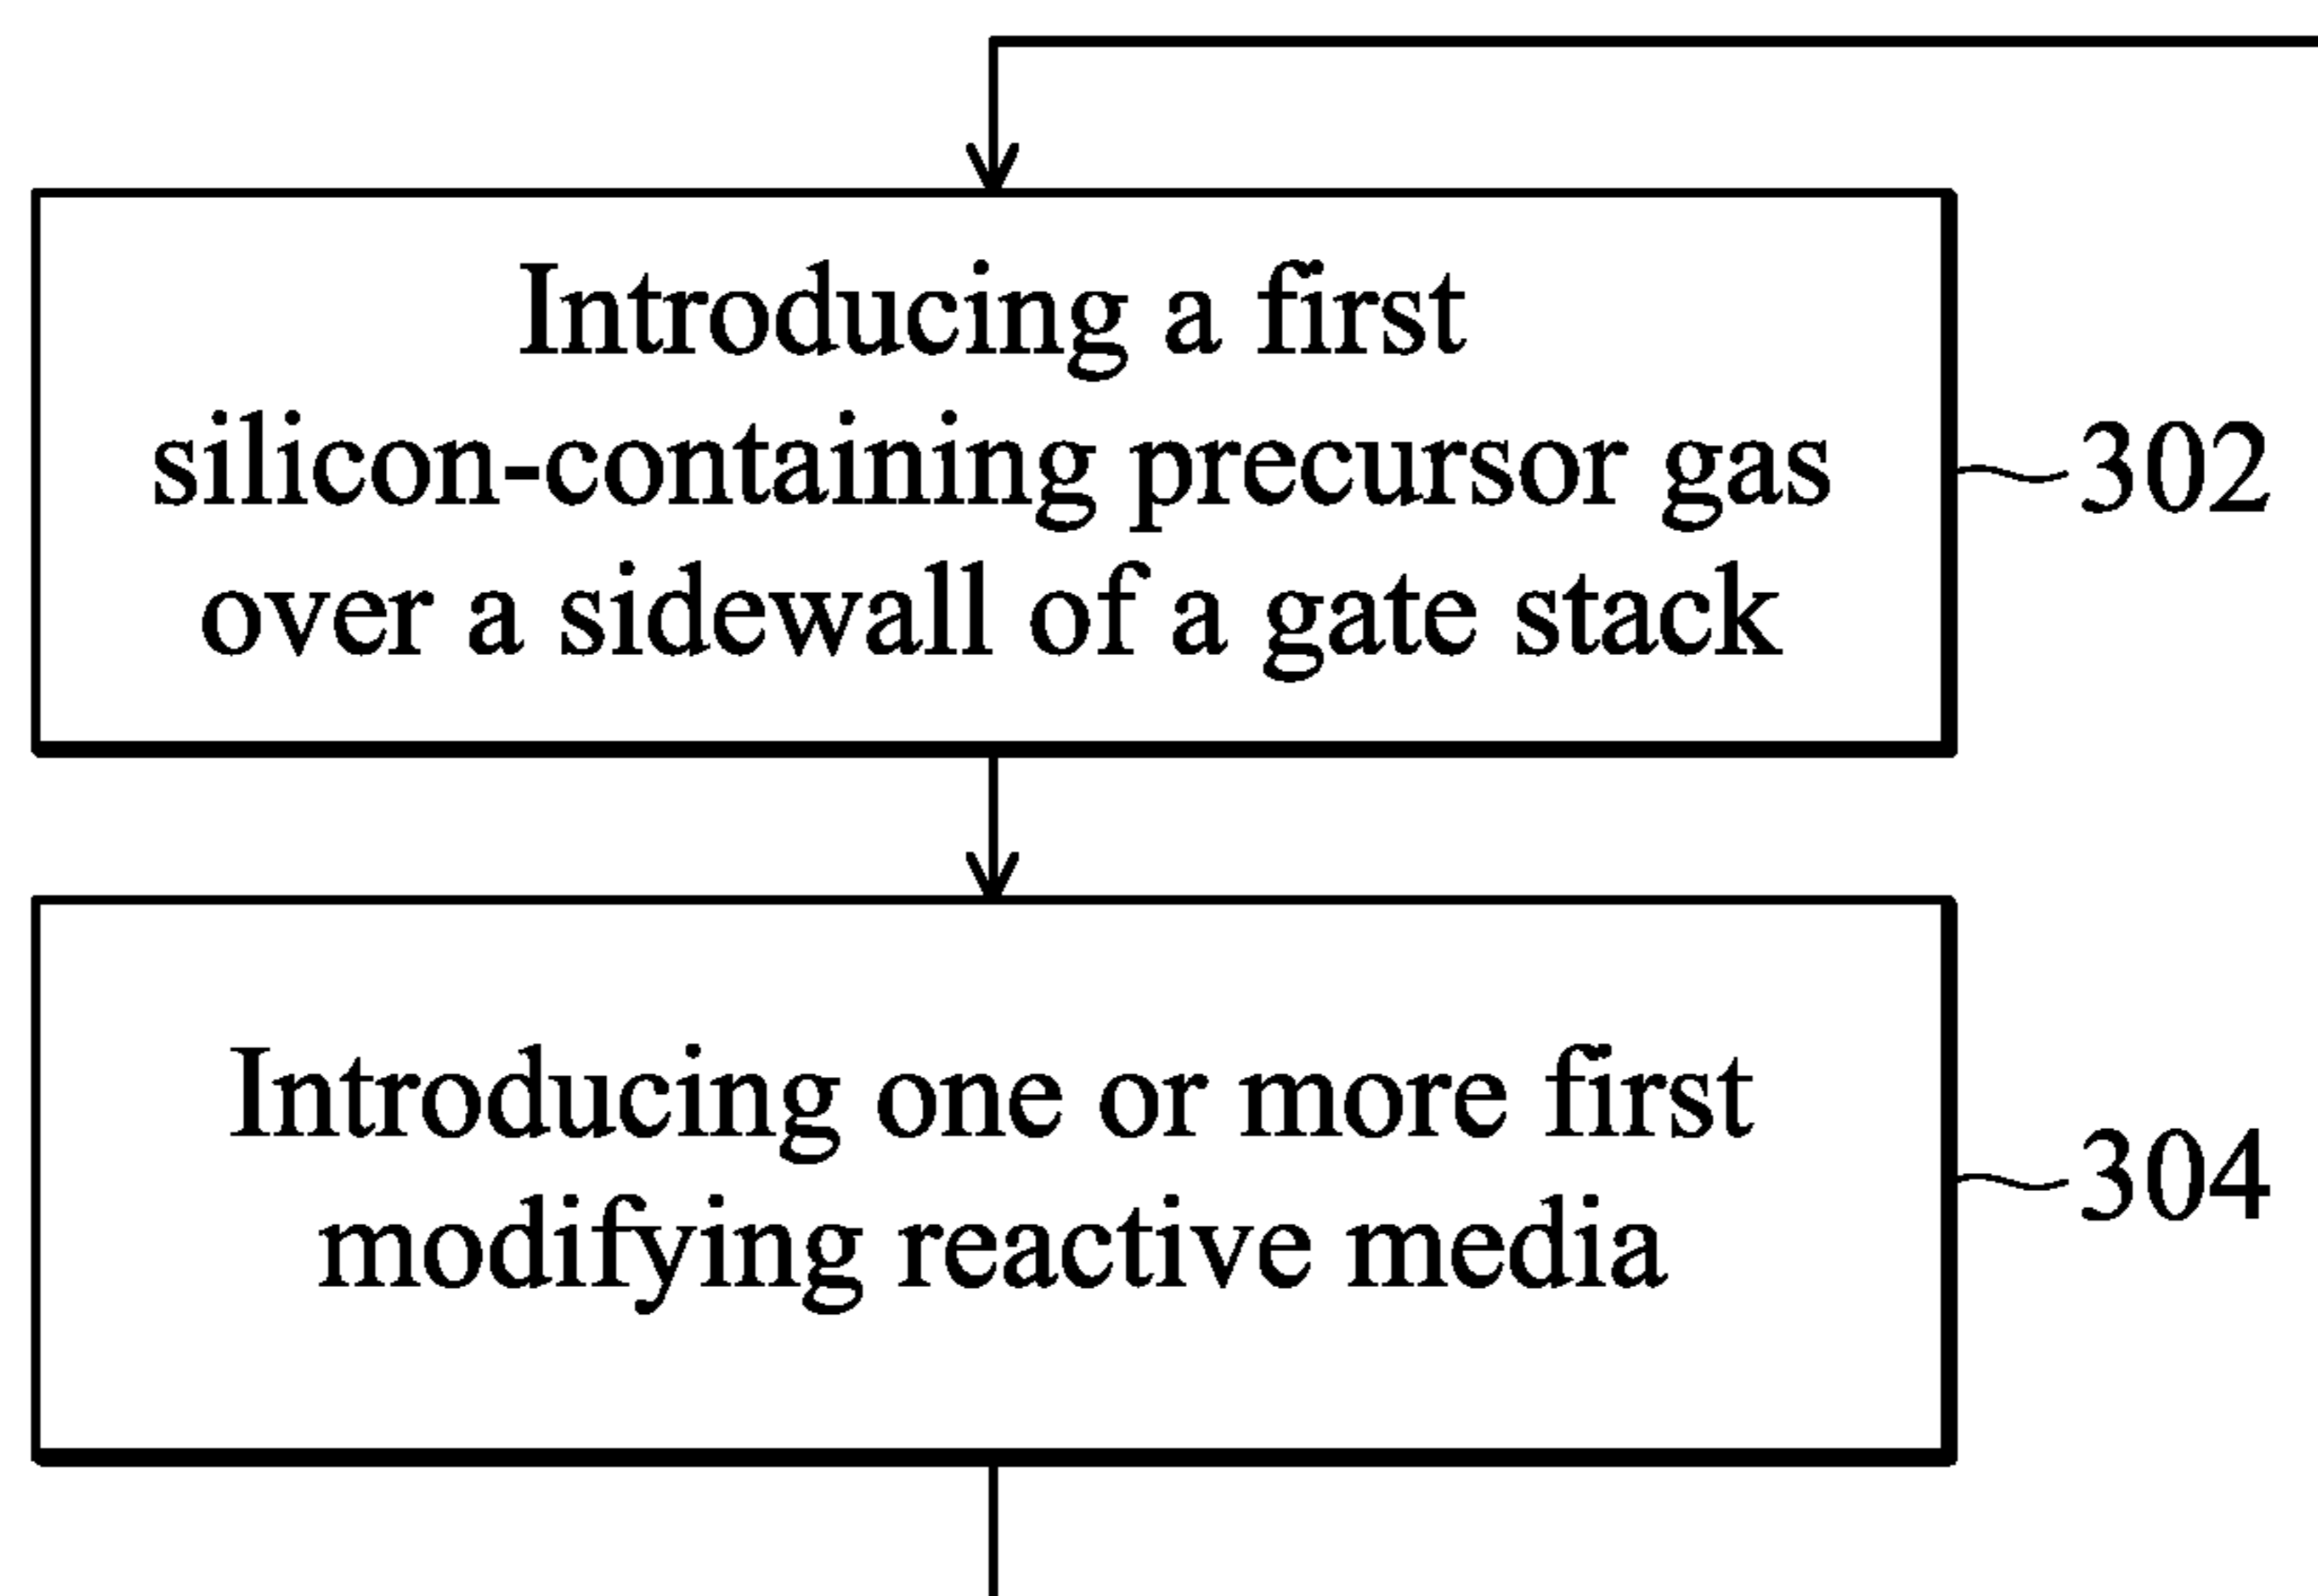 Introducing a first
silicon-containing precursor gas
over a sidewall of a gate stack
302
Introducing one or more first
modifying reactive media
304